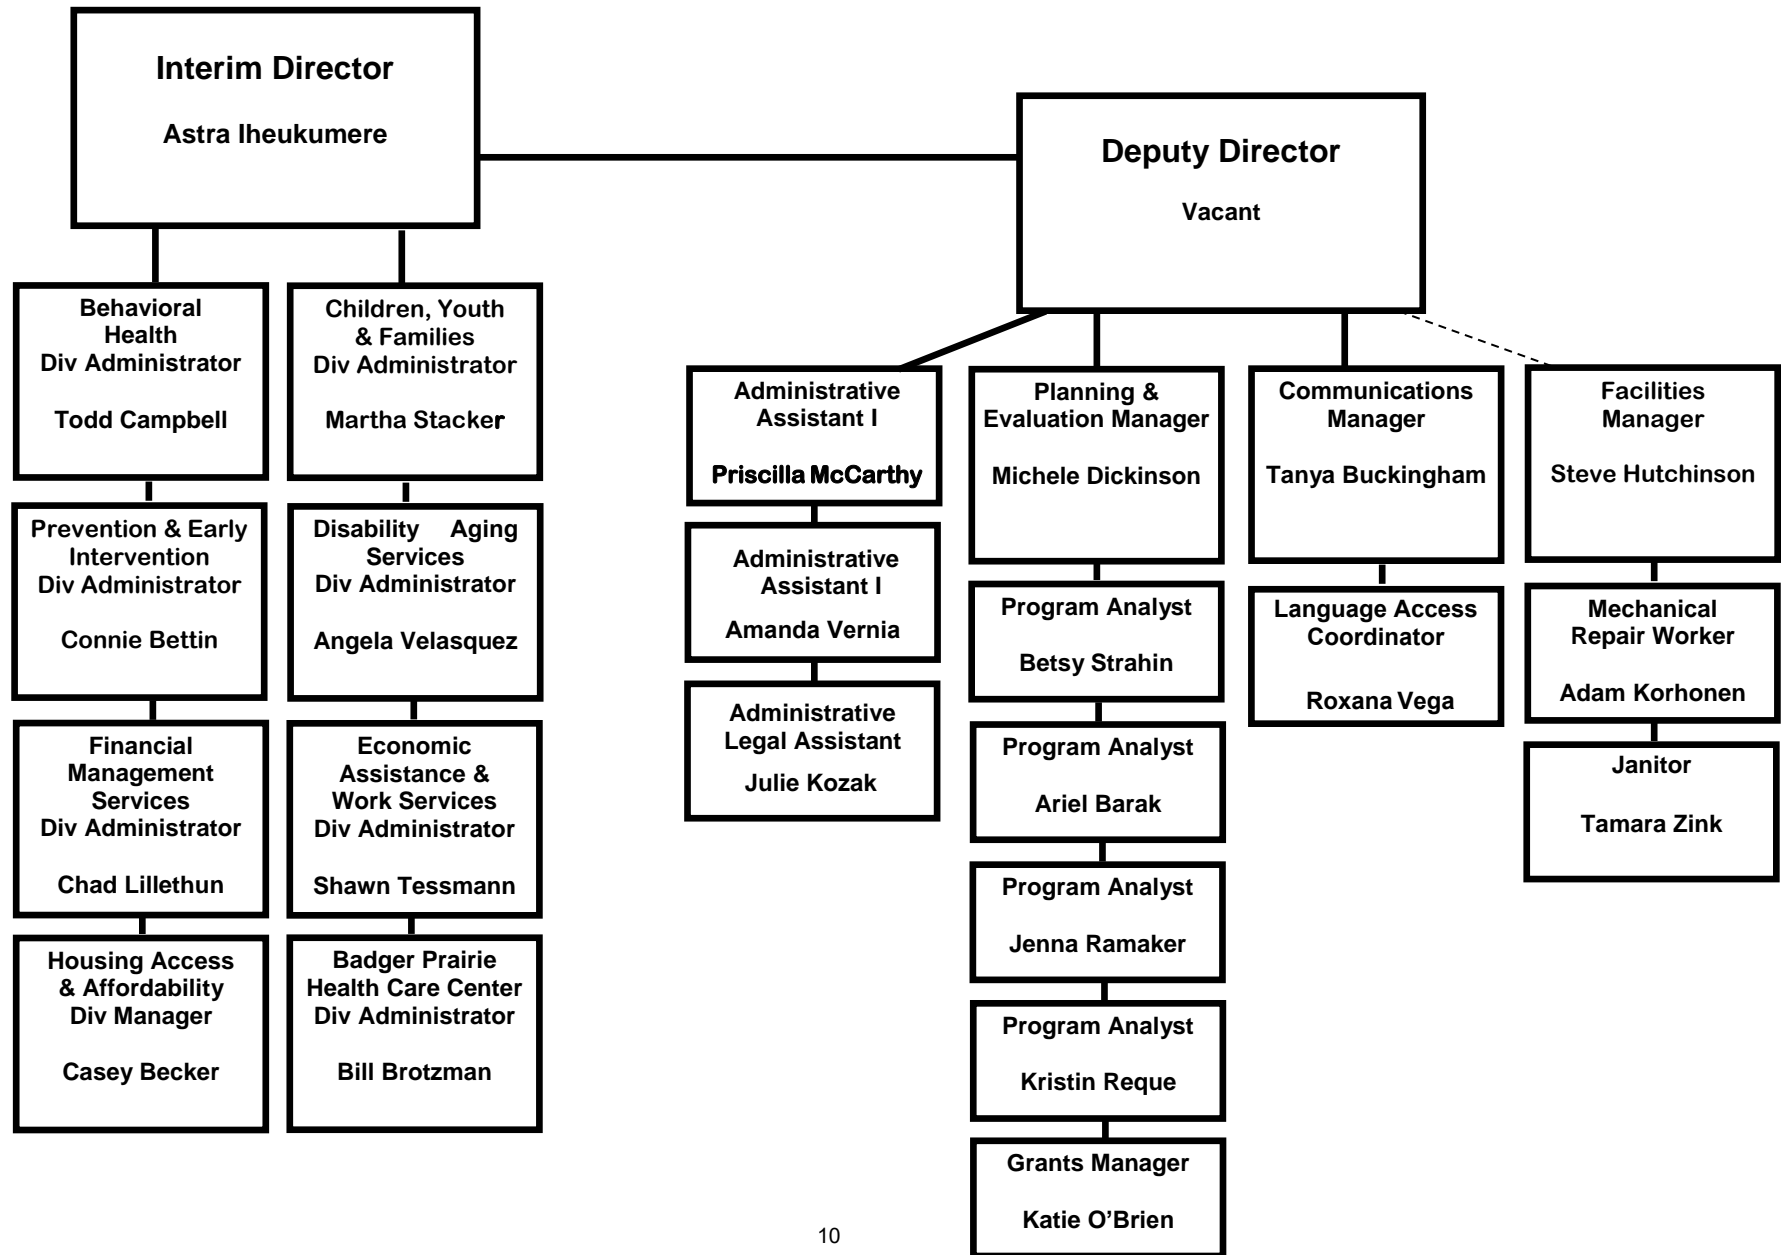 Interim Director
Astra Iheukumere
Deputy Director
Vacant
Behavioral
Health
Div Administrator
Todd Campbell
Children, Youth
& Families
Div Administrator
Martha Stacker
Prevention & Early
Intervention
Div Administrator
Connie Bettin
Disability Aging
Services
Div Administrator
Angela Velasquez
Financial
Management
Services
Div Administrator
Chad Lillethun
Economic
Assistance &
Work Services
Div Administrator
Shawn Tessmann
Housing Access
& Affordability
Div Manager
Casey Becker
Badger Prairie
Health Care Center
Div Administrator
Bill Brotzman
Administrative
Assistant I
Priscilla McCarthy
Administrative
Assistant I
Amanda Vernia
Administrative
Legal Assistant
Julie Kozak
Planning &
Evaluation Manager
Michele Dickinson
Program Analyst
Betsy Strahin
Program Analyst
Ariel Barak
Program Analyst
Jenna Ramaker
Program Analyst
Kristin Reque
Grants Manager
Katie O’Brien
Communications
Manager
Tanya Buckingham
Language Access
Coordinator
Roxana Vega
Facilities
Manager
Steve Hutchinson
Mechanical
Repair Worker
Adam Korhonen
Janitor
Tamara Zink
10